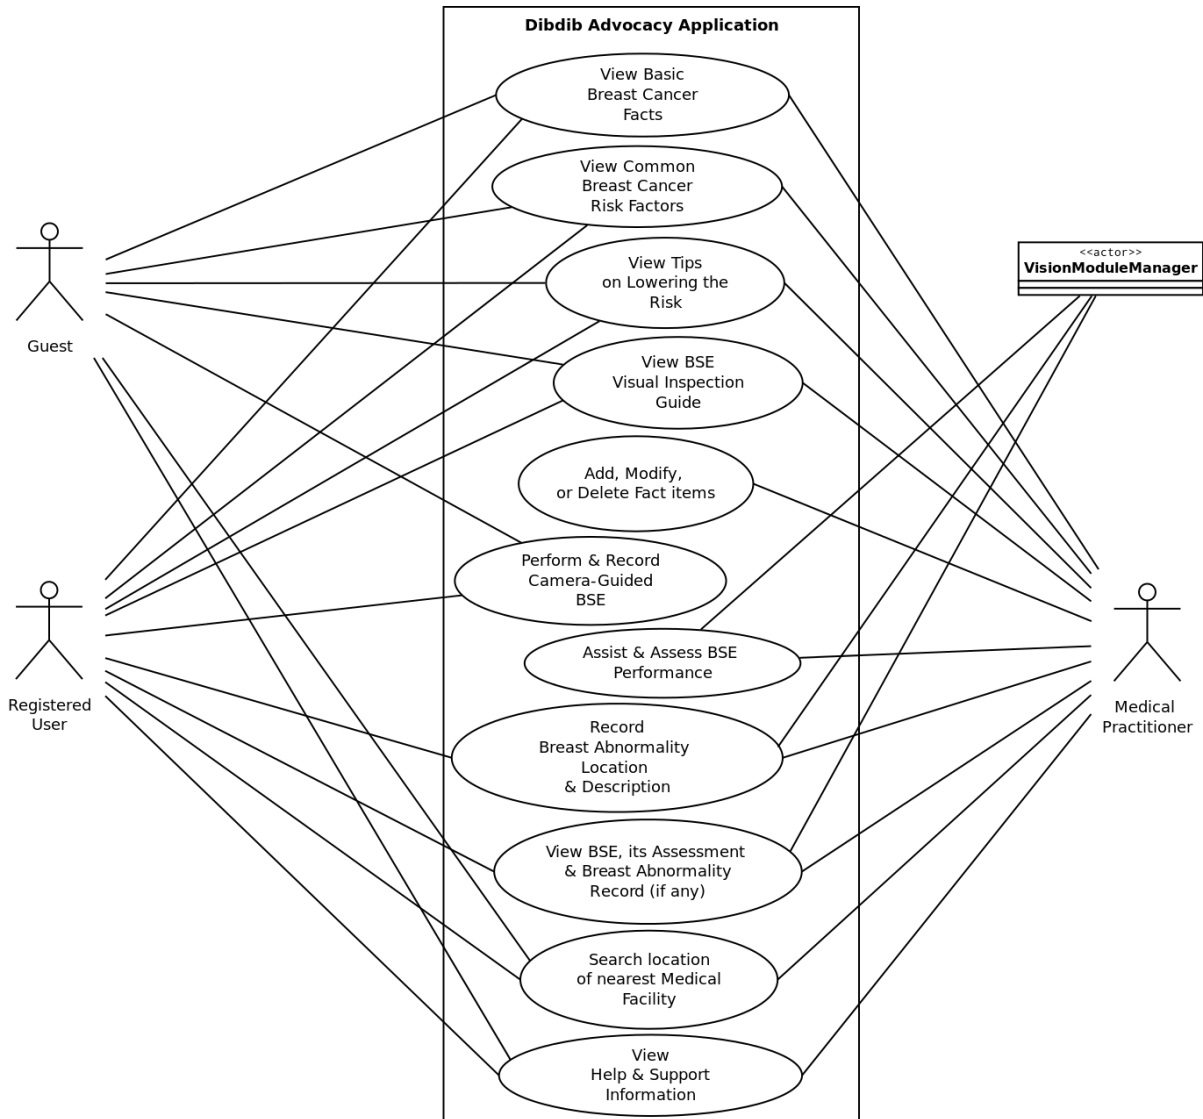 Dibdib Advocacy Application
View Basic
Breast Cancer
Facts
View Common
Breast Cancer
Risk Factors
View Tips
on Lowering the
Risk
View BSE
Visual Inspection
Guide
Add, Modify,
or Delete Fact items
Perform & Record
Camera-Guided
BSE
Assist & Assess BSE
Performance
Record
Breast Abnormality
Location
& Description
View BSE, its Assessment
& Breast Abnormality
Record (if any)
Search location
of nearest Medical
Facility
View
Help & Support
Information
Guest
Registered
User
<<actor>>
VisionModuleManager
Medical
Practitioner